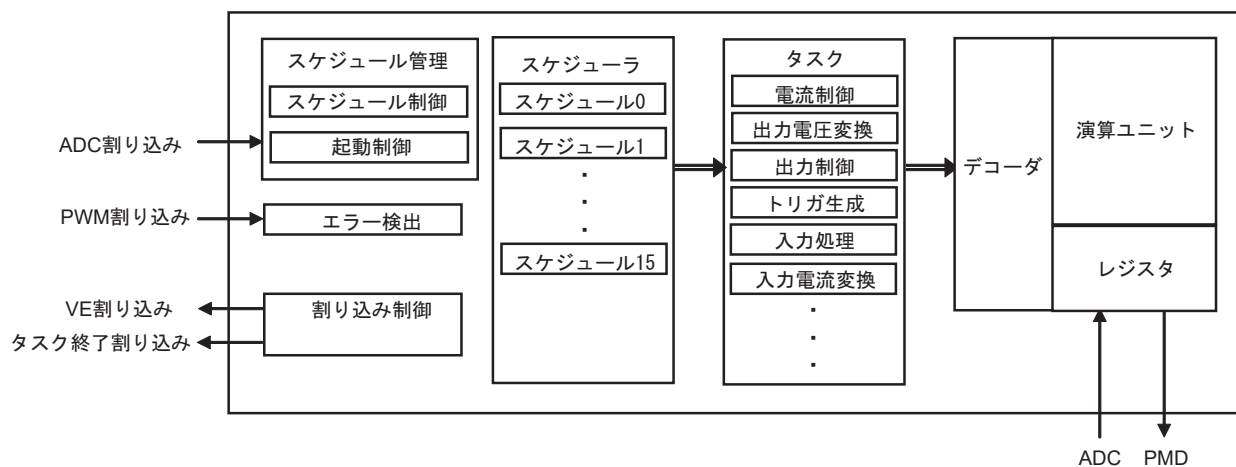 スケジュール管理
スケジュール制御
起動制御
ADC割り込み
PWM割り込み
エラー検出
VE割り込み
タスク終了割り込み
割り込み制御
スケジューラ
スケジュール0
スケジュール1
・
・
・
スケジュール15
タスク
電流制御
出力電圧変換
出力制御
トリガ生成
入力処理
入力電流変換
・
・
・
デコーダ
演算ユニット
レジスタ
ADC
PMD